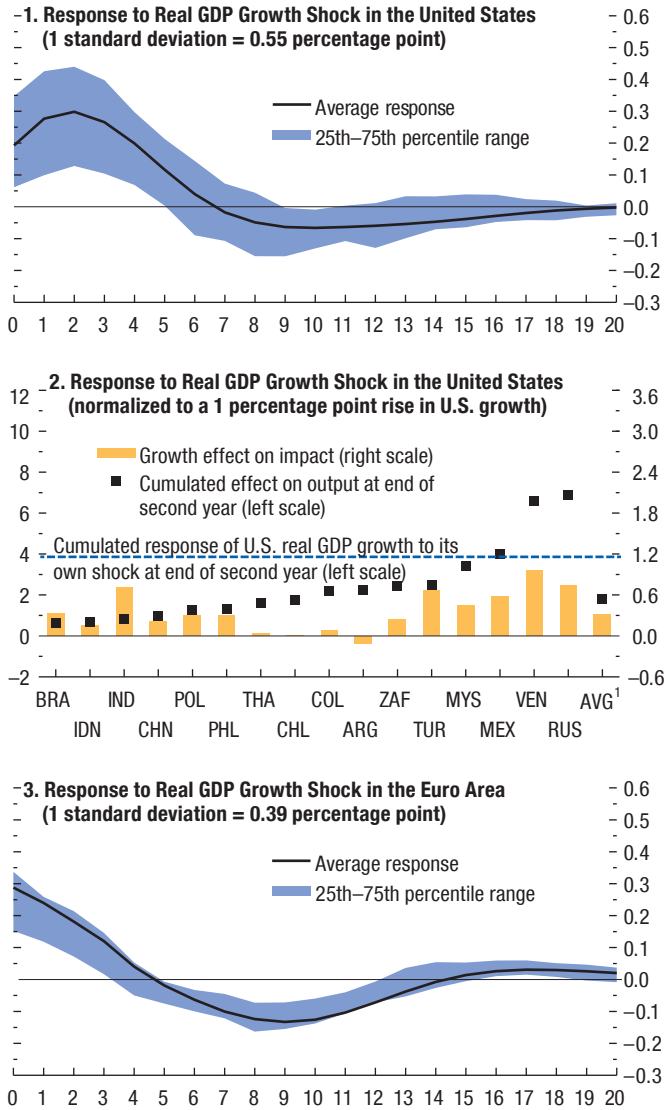 1. Response to Real GDP Growth Shock in the United States
(1 standard deviation = 0.55 percentage point)
0.6
0.5
0.4
0.3
0.2
0.1
0.0
–0.1
–0.2
–0.3
Average response
25th–75th percentile range
0 1 2 3 4 5 6 7 8 9 10 11 12 13 14 15 16 17 18 19 20
2. Response to Real GDP Growth Shock in the United States
(normalized to a 1 percentage point rise in U.S. growth)
12
10
8
6
4
2
0
–2
3.6
3.0
2.4
1.8
1.2
0.6
0.0
–0.6
Growth effect on impact (right scale)
Cumulated effect on output at end of
second year (left scale)
Cumulated response of U.S. real GDP growth to its
own shock at end of second year (left scale)
BRA IND POL THA COL ZAF MYS VEN AVG¹
IDN CHN PHL CHL ARG TUR MEX RUS
3. Response to Real GDP Growth Shock in the Euro Area
(1 standard deviation = 0.39 percentage point)
0.6
0.5
0.4
0.3
0.2
0.1
0.0
–0.1
–0.2
–0.3
Average response
25th–75th percentile range
0 1 2 3 4 5 6 7 8 9 10 11 12 13 14 15 16 17 18 19 20